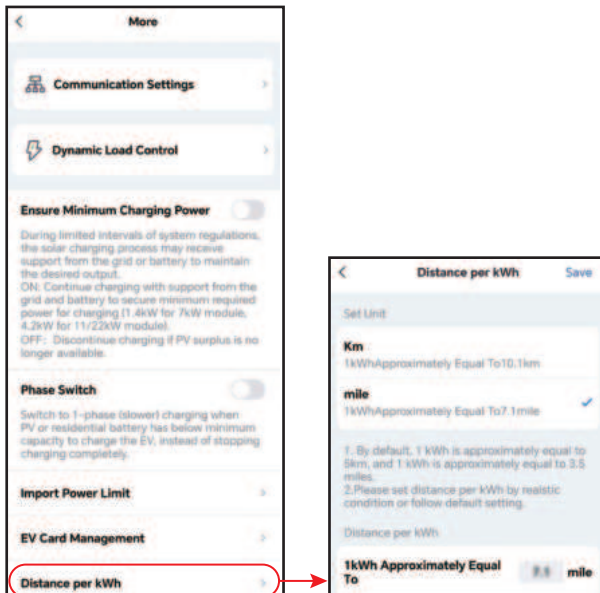 More
Communication Settings
Dynamic Load Control
Ensure Minimum Charging Power
During limited intervals of system regulations,
the solar charging process may receive
support from the grid or battery to maintain
the desired output.
ON: Continue charging with support from the
grid and battery to secure minimum required
power for charging (1.4kW for 7kW module,
4.2kW for 11/22kW module).
OFF: Discontinue charging if PV surplus is no
longer available.
Phase Switch
Switch to 1-phase (slower) charging when
PV or residential battery has below minimum
capacity to charge the EV, instead of stopping
charging completely.
Import Power Limit
EV Card Management
Distance per kWh
Distance per kWh Save
Set Unit
Km
1kWhApproximately Equal To10.1km
mile
1kWhApproximately Equal To7.1mile
1. By default, 1 kWh is approximately equal to
5km, and 1 kWh is approximately equal to 3.5
miles.
2.Please set distance per kWh by realistic
condition or follow default setting.
Distance per kWh
1kWh Approximately Equal
To mile